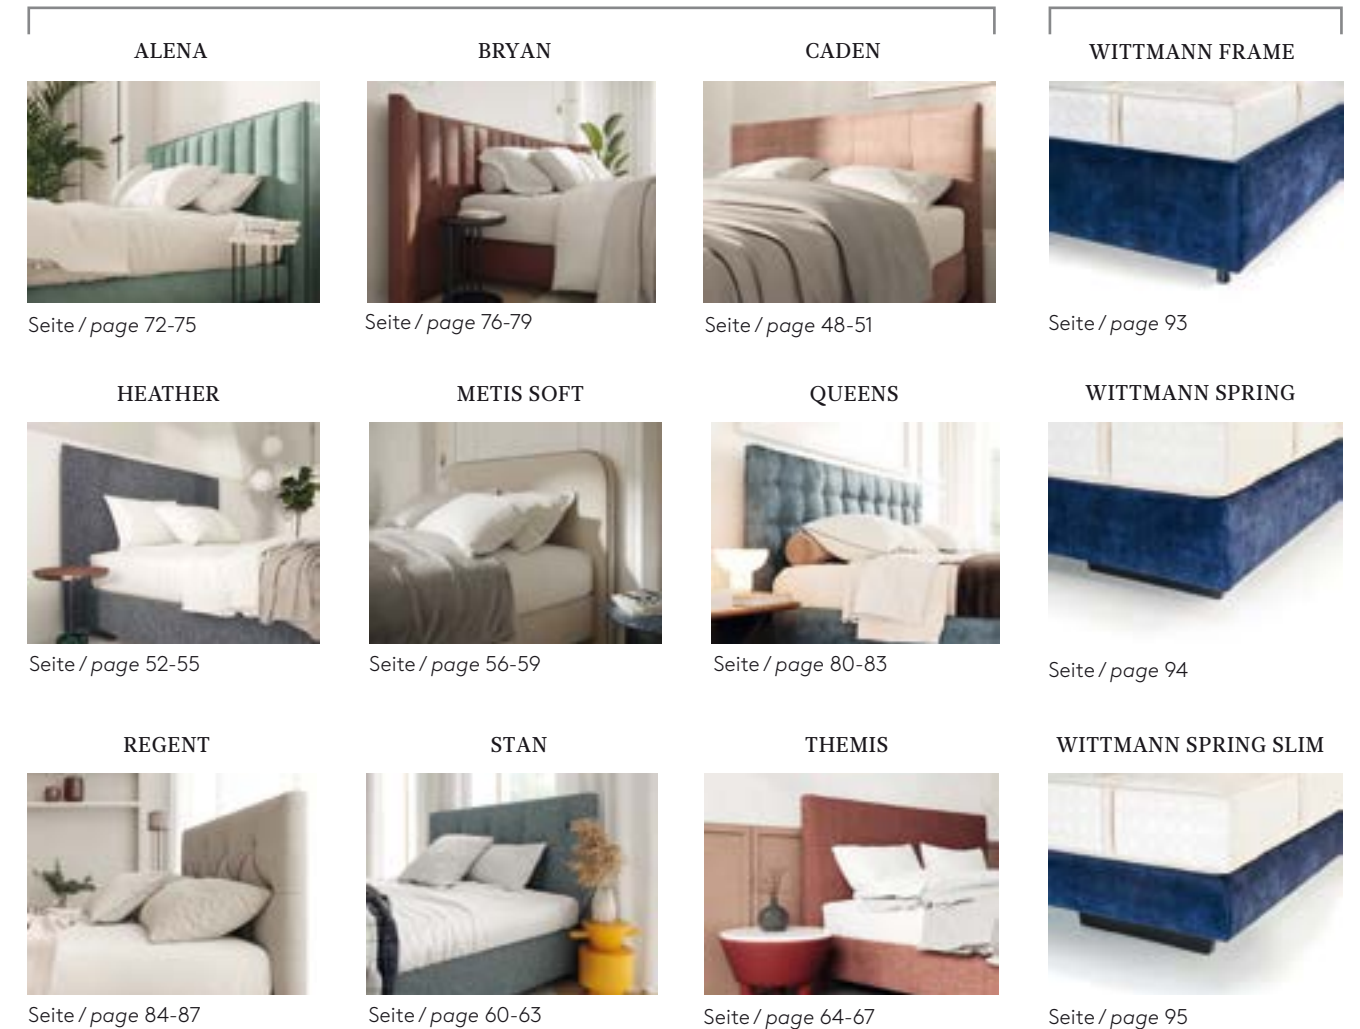 ALENA
BRYAN
CADEN
WITTMANN FRAME
Seite / page 72-75
Seite / page 76-79
Seite / page 48-51
Seite / page 93
HEATHER
METIS SOFT
QUEENS
WITTMANN SPRING
Seite / page 52-55
Seite / page 56-59
Seite / page 80-83
Seite / page 94
REGENT
STAN
THEMIS
WITTMANN SPRING SLIM
Seite / page 84-87
Seite / page 60-63
Seite / page 64-67
Seite / page 95